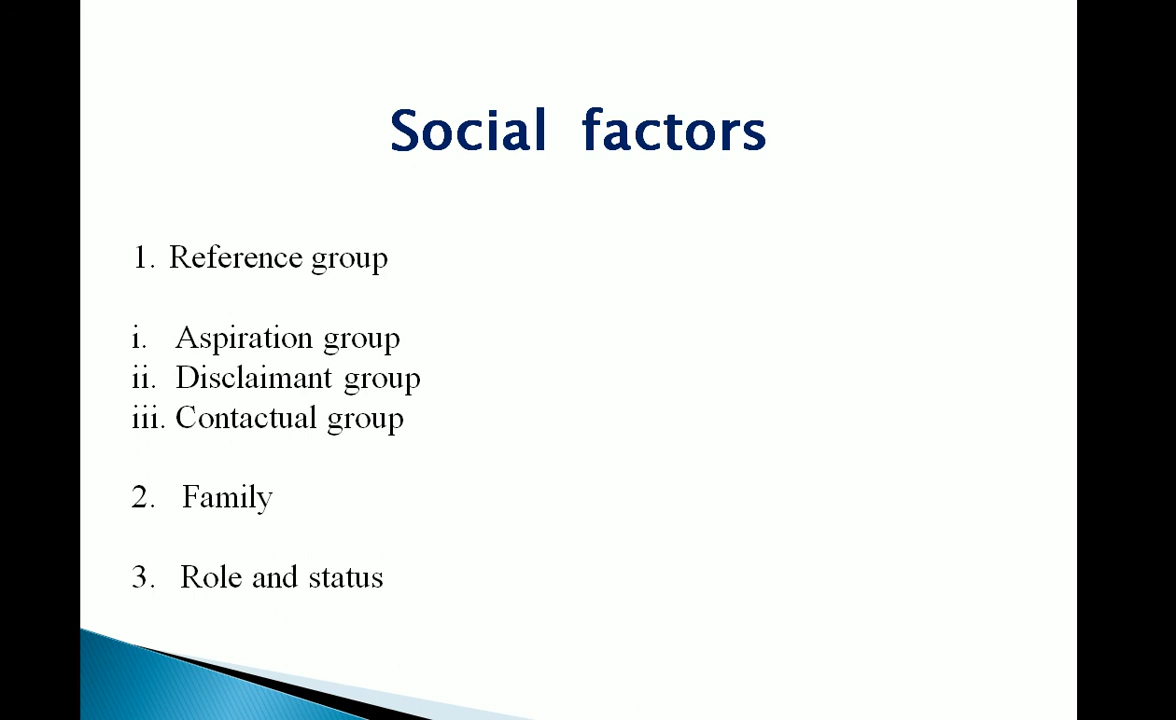 Social factors
1. Reference group
i. Aspiration group
ii. Disclaimant group
iii. Contactual group
2. Family
3. Role and status